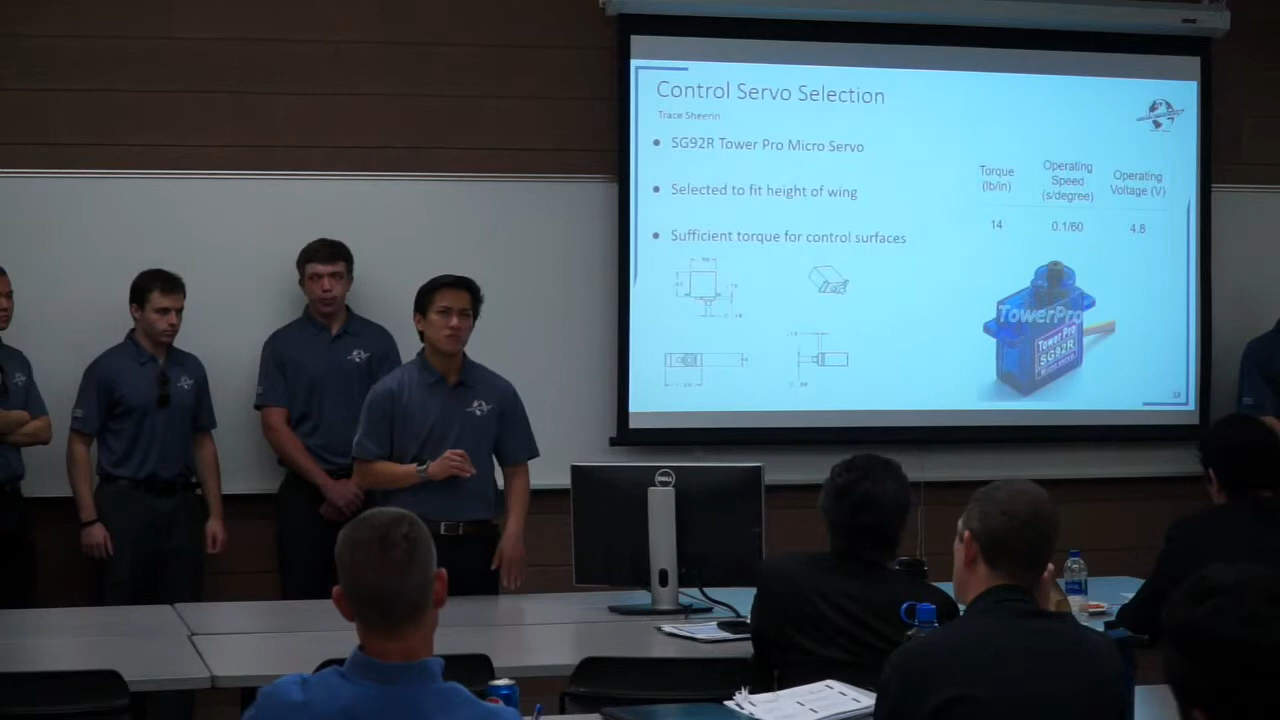 Control Servo Selection
Trace Sheerin
• SG92R Tower Pro Micro Servo
• Selected to fit height of wing
• Sufficient torque for control surfaces
Torque
(lb/in)
Operating
Speed
(s/degree)
Operating
Voltage (V)
14
0.1/60
4.8
TowerPro
Tower Pro
SG92R
DELL